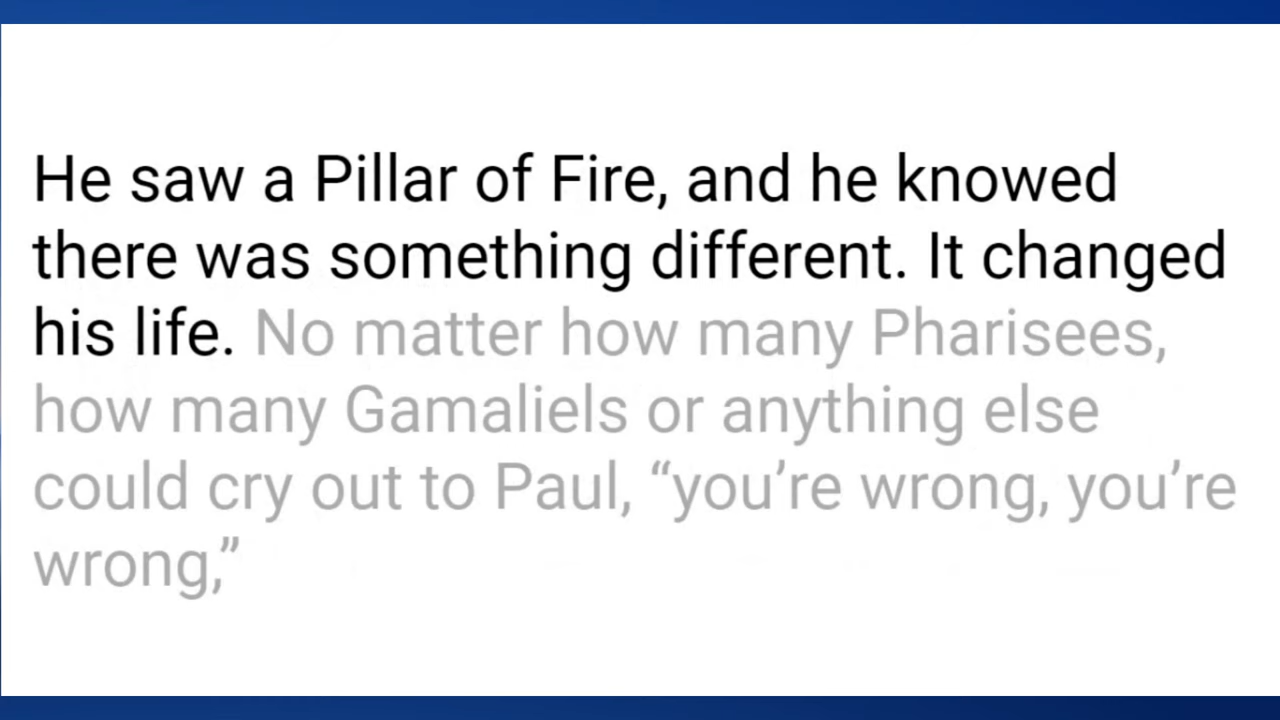 He saw a Pillar of Fire, and he knowed
there was something different. It changed
his life. No matter how many Pharisees,
how many Gamaliels or anything else
could cry out to Paul, “you’re wrong, you’re
wrong,”